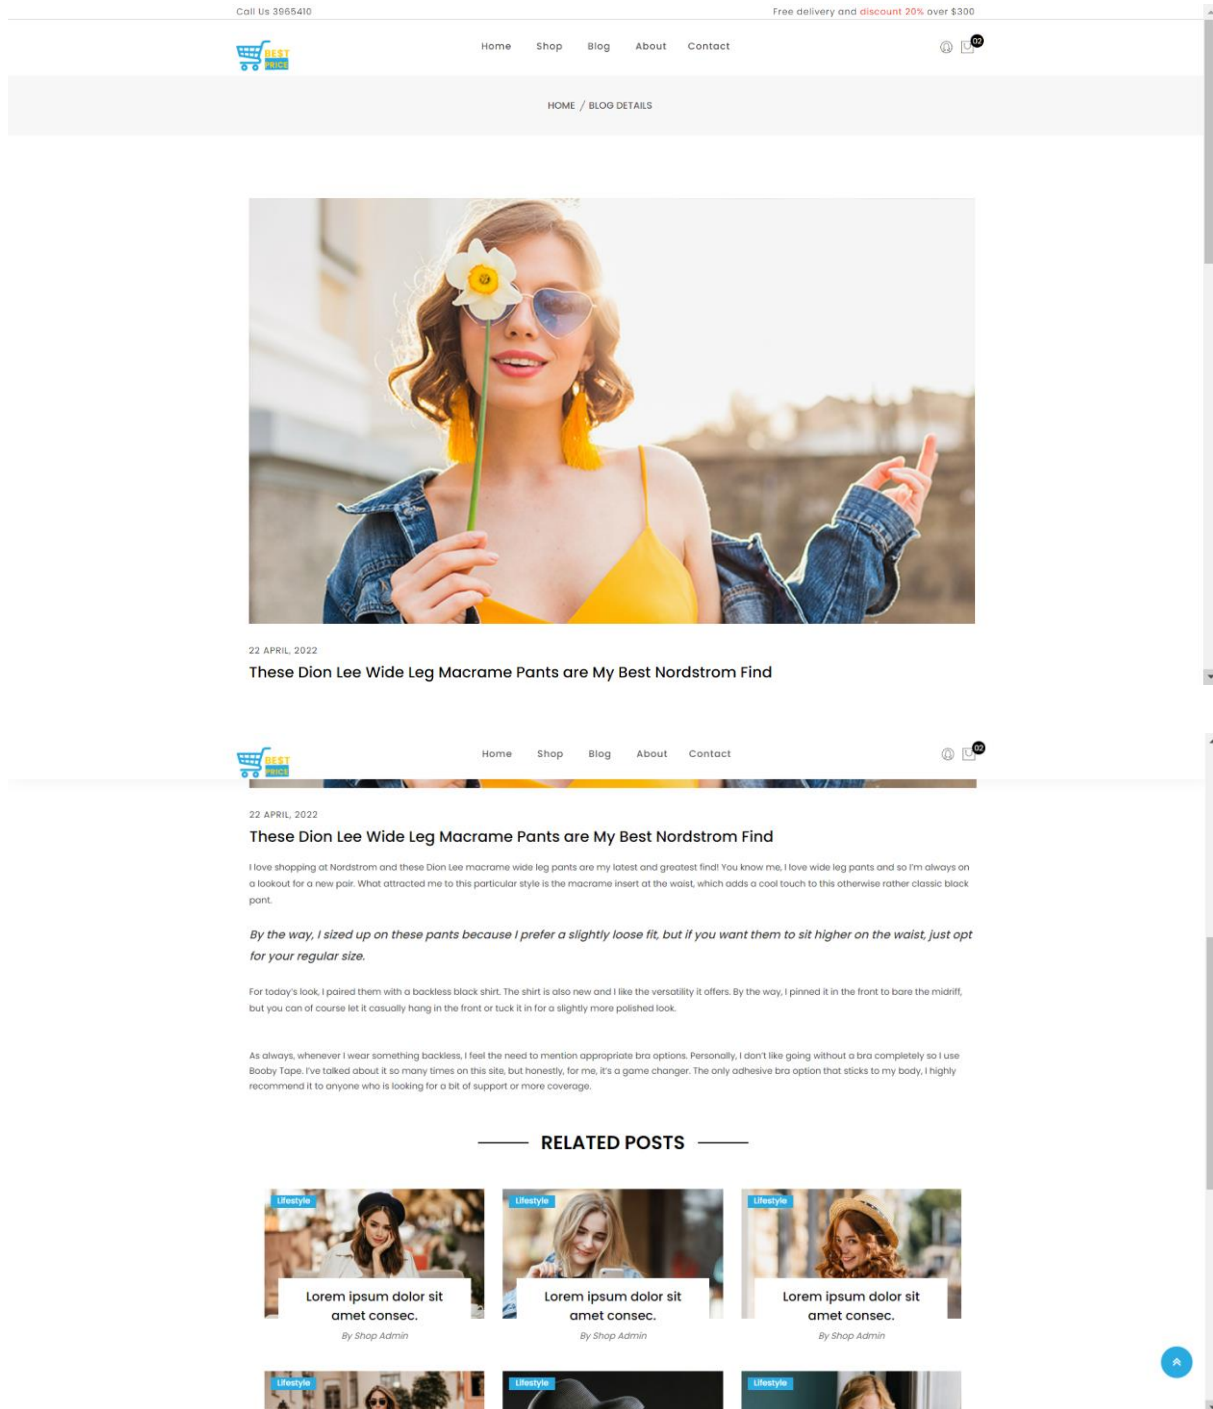 Call Us 3965410
Free delivery and discount 20% over $300
BEST
PRICE
Home Shop Blog About Contact
02
HOME / BLOG DETAILS
22 APRIL, 2022
These Dion Lee Wide Leg Macrame Pants are My Best Nordstrom Find
BEST
PRICE
Home Shop Blog About Contact
02
22 APRIL, 2022
These Dion Lee Wide Leg Macrame Pants are My Best Nordstrom Find
I love shopping at Nordstrom and these Dion Lee macrame wide leg pants are my latest and greatest find! You know me, I love wide leg pants and so I'm always on
a lookout for a new pair. What attracted me to this particular style is the macrame insert at the waist, which adds a cool touch to this otherwise rather classic black
pant.
By the way, I sized up on these pants because I prefer a slightly loose fit, but if you want them to sit higher on the waist, just opt
for your regular size.
For today's look, I paired them with a backless black shirt. The shirt is also new and I like the versatility it offers. By the way, I pinned it in the front to bare the midriff,
but you can of course let it casually hang in the front or tuck it in for a slightly more polished look.
As always, whenever I wear something backless, I feel the need to mention appropriate bra options. Personally, I don't like going without a bra completely so I use
Booby Tape. I've talked about it so many times on this site, but honestly, for me, it's a game changer. The only adhesive bra option that sticks to my body, I highly
recommend it to anyone who is looking for a bit of support or more coverage.
RELATED POSTS
Lifestyle
Lifestyle
Lifestyle
Lorem ipsum dolor sit
amet consec.
By Shop Admin
Lorem ipsum dolor sit
amet consec.
By Shop Admin
Lorem ipsum dolor sit
amet consec.
By Shop Admin
Lifestyle
Lifestyle
Lifestyle